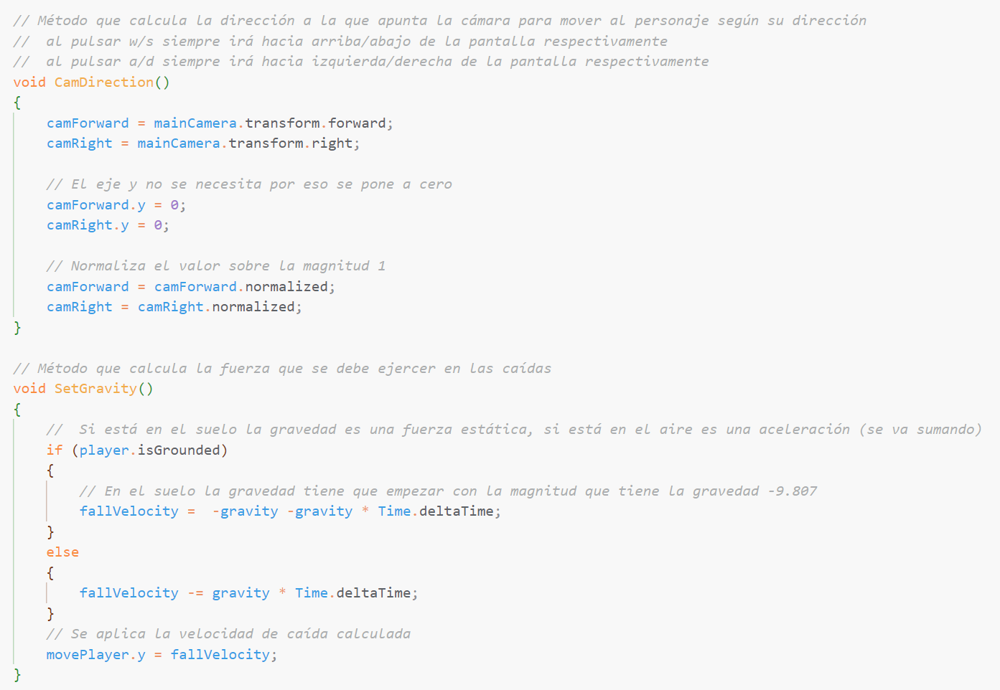 // Método que calcula la dirección a la que apunta la cámara para mover al personaje según su dirección
//  al pulsar w/s siempre irá hacia arriba/abajo de la pantalla respectivamente
//  al pulsar a/d siempre irá hacia izquierda/derecha de la pantalla respectivamente
void CamDirection()
{
    camForward = mainCamera.transform.forward;
    camRight = mainCamera.transform.right;

    // El eje y no se necesita por eso se pone a cero
    camForward.y = 0;
    camRight.y = 0;

    // Normaliza el valor sobre la magnitud 1
    camForward = camForward.normalized;
    camRight = camRight.normalized;
}

// Método que calcula la fuerza que se debe ejercer en las caídas
void SetGravity()
{
    //  Si está en el suelo la gravedad es una fuerza estática, si está en el aire es una aceleración (se va sumando)
    if (player.isGrounded)
    {
        // En el suelo la gravedad tiene que empezar con la magnitud que tiene la gravedad -9.807
        fallVelocity =  -gravity -gravity * Time.deltaTime;
    }
    else
    {
        fallVelocity -= gravity * Time.deltaTime;
    }
    // Se aplica la velocidad de caída calculada
    movePlayer.y = fallVelocity;
}